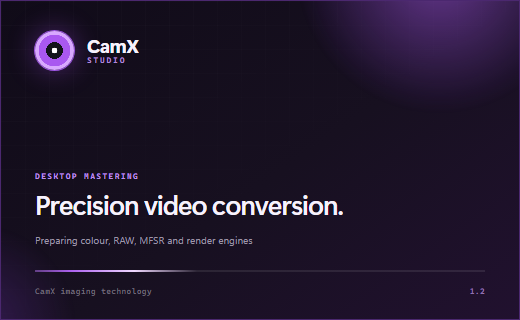 CamX
STUDIO
DESKTOP MASTERING
Precision video conversion.
Preparing colour, RAW, MFSR and render engines
CamX imaging technology
1.2